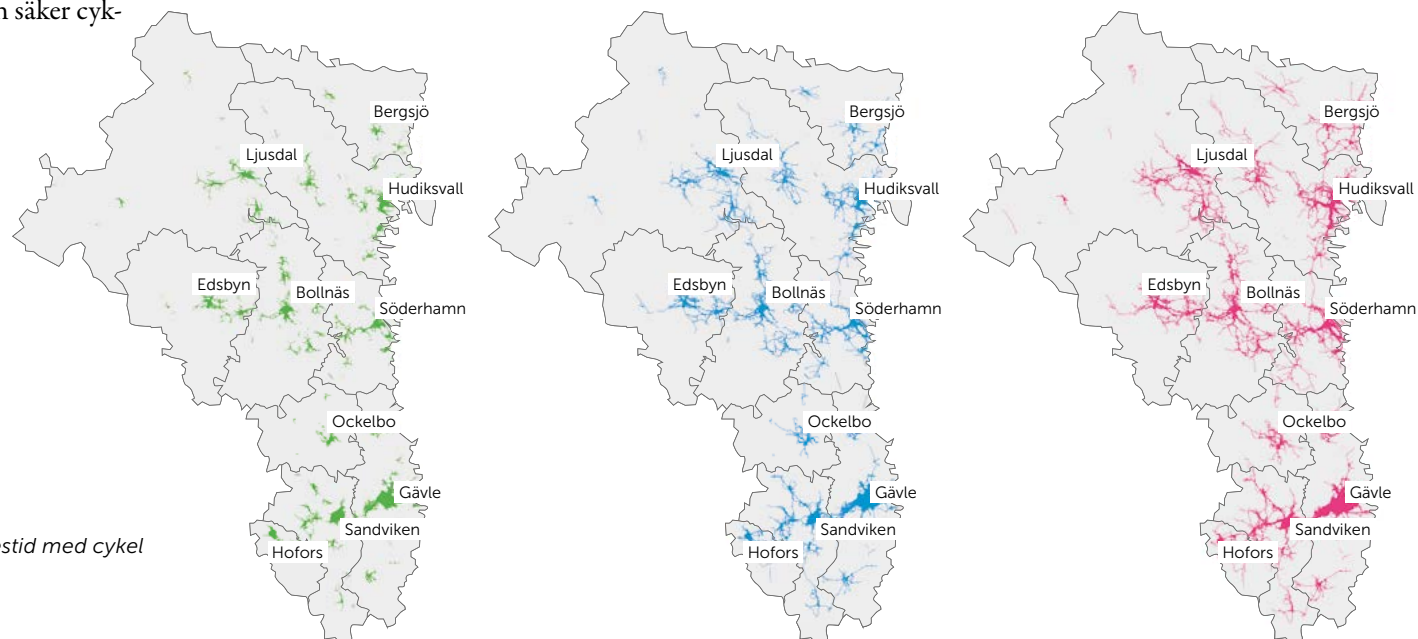 n säker cyk-
Bergsjö
Ljusdal
Hudiksvall
Edsbyn
Bollnäs
Söderhamn
Ockelbo
Gävle
Sandviken
Hofors
Bergsjö
Ljusdal
Hudiksvall
Edsbyn
Bollnäs
Söderhamn
Ockelbo
Gävle
Sandviken
Hofors
Bergsjö
Ljusdal
Hudiksvall
Edsbyn
Bollnäs
Söderhamn
Ockelbo
Gävle
Sandviken
Hofors
estid med cykel